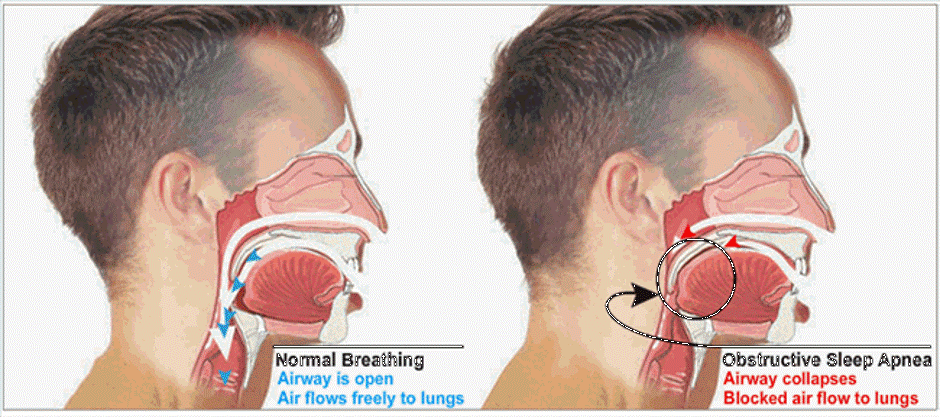 Normal Breathing
Airway is open
Air flows freely to lungs
Obstructive Sleep Apnea
Airway collapses
Blocked air flow to lungs